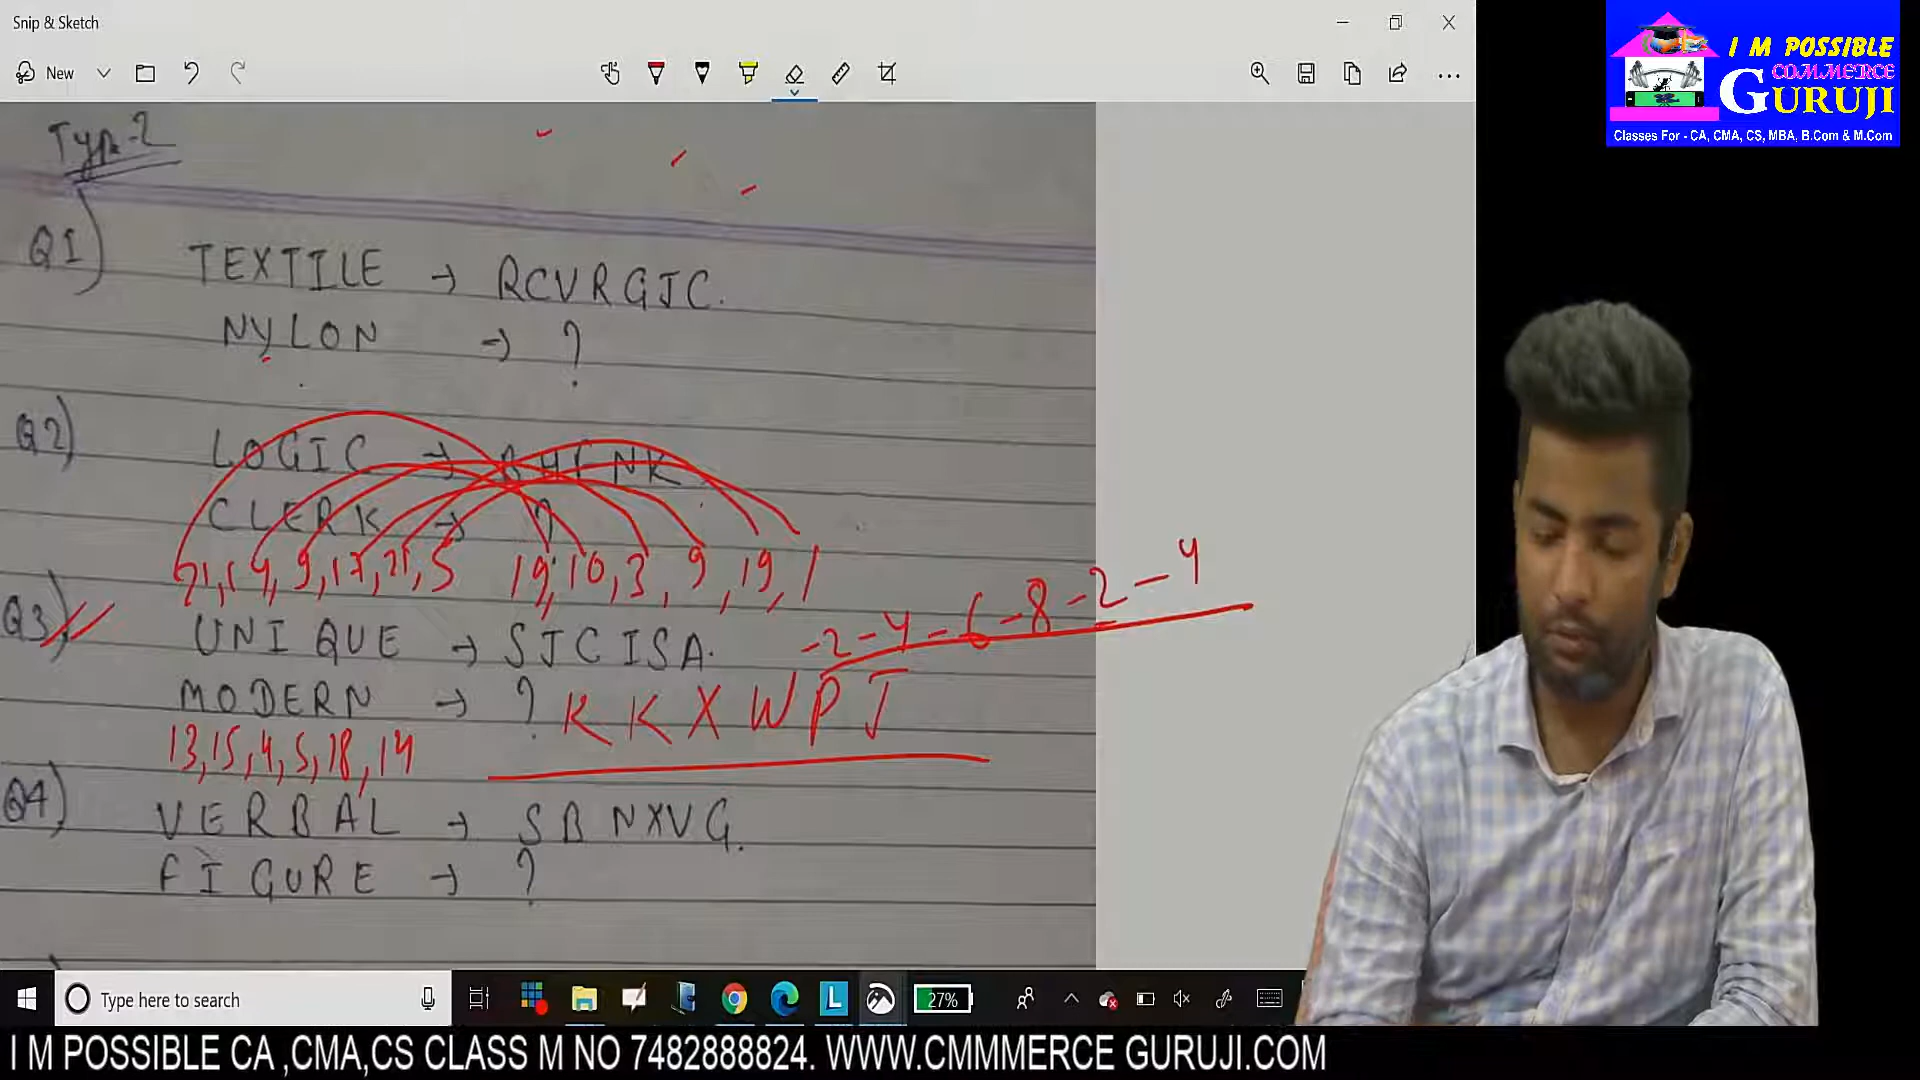 Snip & Sketch
New
I M POSSIBLE
COMMERCE
GURUJI
Classes For - CA, CMA, CS, MBA, B.Com & M.Com
Type-2
Q1) TEXTILE → RCVRGJC.
NYLON → ?
Q2) LOGIC → NK
CLERK → ?
21,14,9,17,21,5 19,10,3,9,19,1
Q3) UNIQUE → SJCISA. -2-4-6-8-2-4
MODERN → ? KKXWPJ
13,15,4,5,18,14
Q4) VERBAL → SBNXVG.
FIGURE → ?
Type here to search
L
27%
I M POSSIBLE CA ,CMA,CS CLASS M NO 7482888824. WWW.CMMMERCE GURUJI.COM